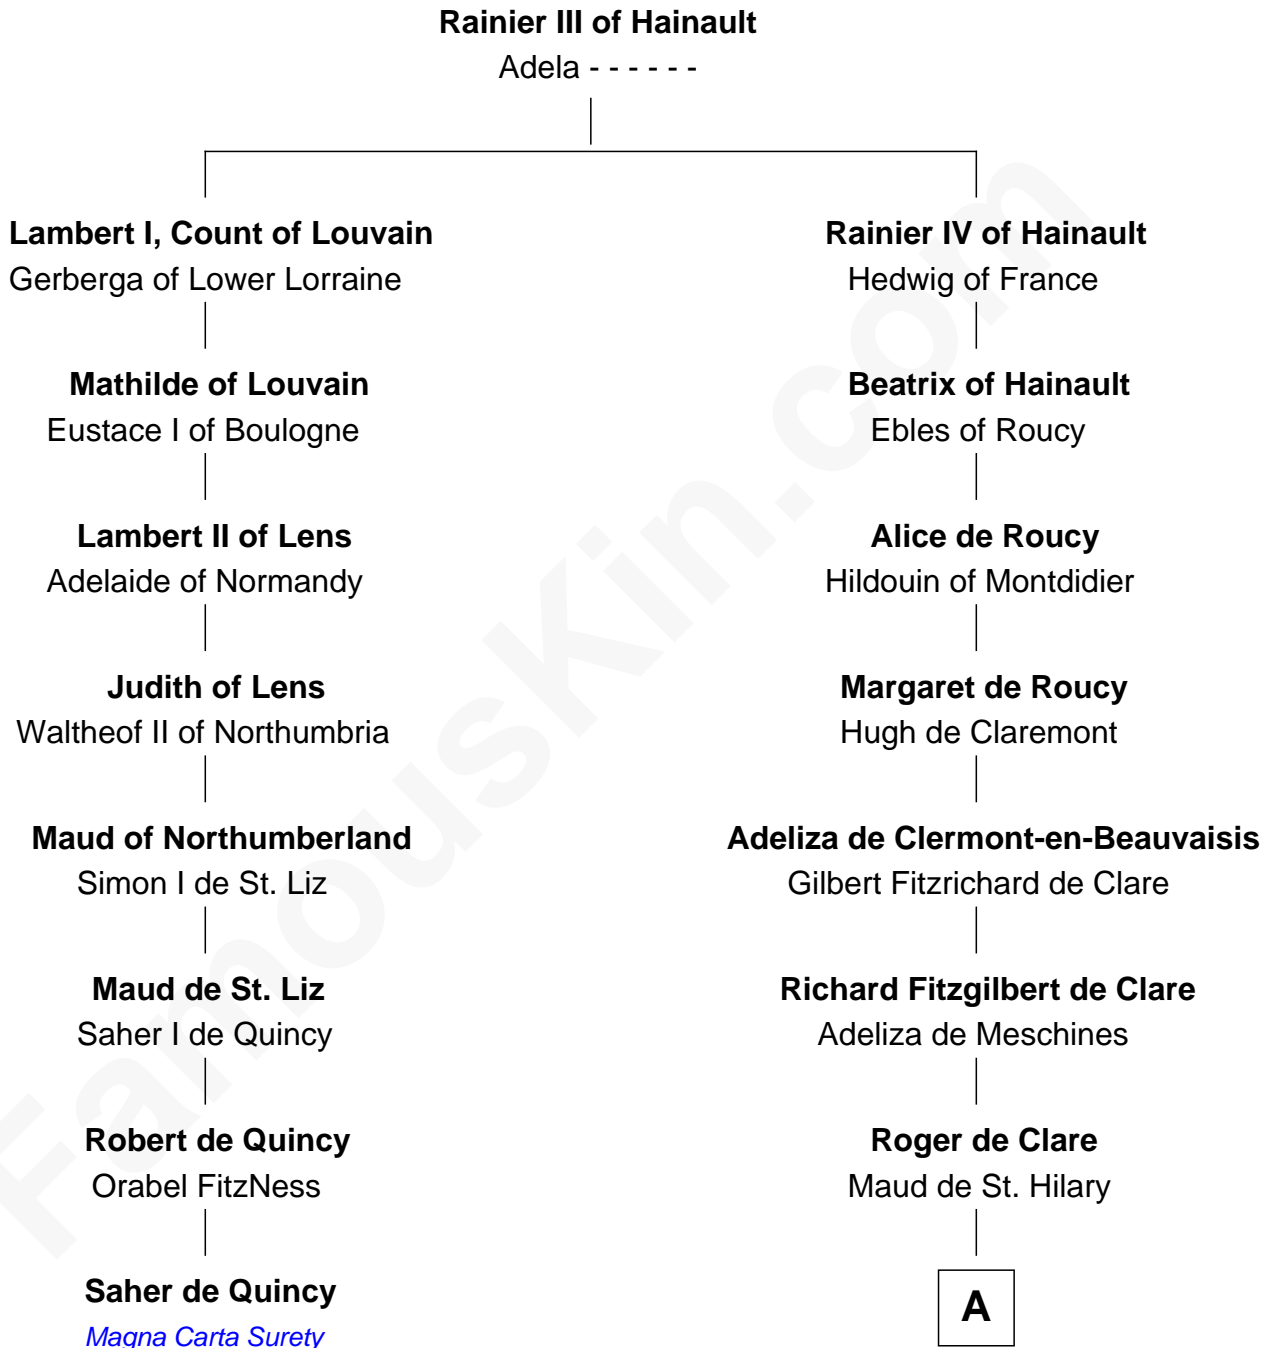 Rainier III of Hainault
Adela - - - - - -
Lambert I, Count of Louvain
Gerberga of Lower Lorraine
Mathilde of Louvain
Eustace I of Boulogne
Lambert II of Lens
Adelaide of Normandy
Judith of Lens
Waltheof II of Northumbria
Maud of Northumberland
Simon I de St. Liz
Maud de St. Liz
Saher I de Quincy
Robert de Quincy
Orabel FitzNess
Saher de Quincy
Magna Carta Surety
Rainier IV of Hainault
Hedwig of France
Beatrix of Hainault
Ebles of Roucy
Alice de Roucy
Hildouin of Montdidier
Margaret de Roucy
Hugh de Claremont
Adeliza de Clermont-en-Beauvaisis
Gilbert Fitzrichard de Clare
Richard Fitzgilbert de Clare
Adeliza de Meschines
Roger de Clare
Maud de St. Hilary
A
FamousKin.com